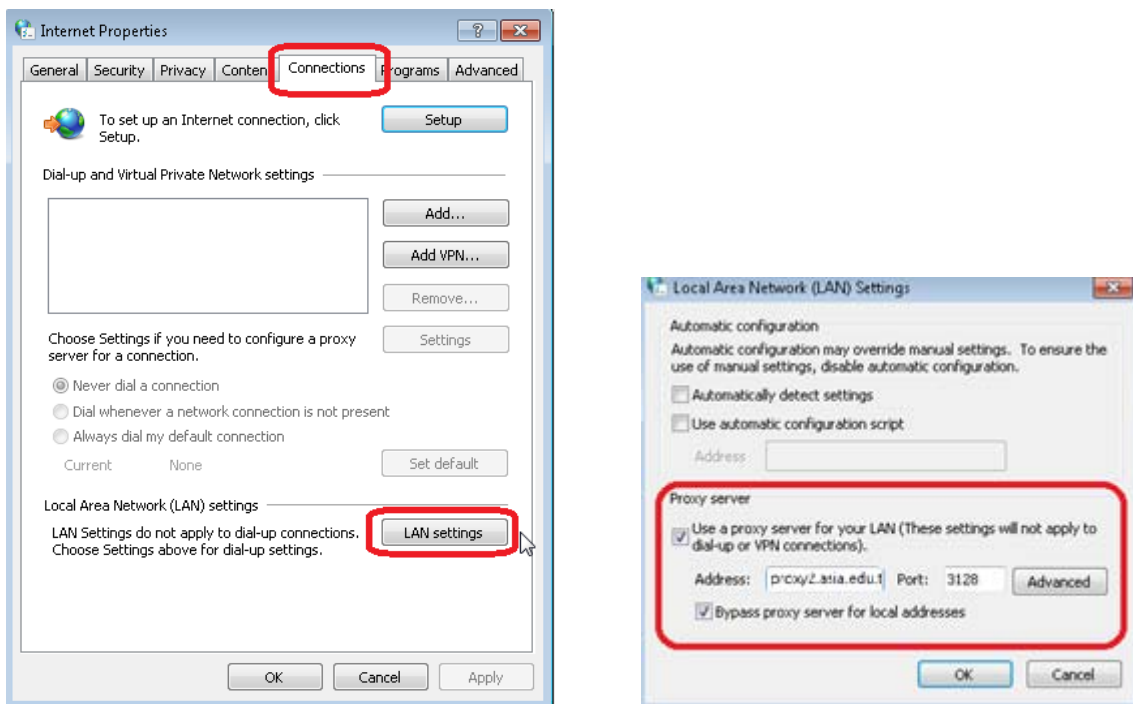 Internet Properties
General Security Privacy Conten Connections rograms Advanced
To set up an Internet connection, click
Setup.
Setup
Dial-up and Virtual Private Network settings
Add...
Add VPN...
Remove...
Choose Settings if you need to configure a proxy
server for a connection.
Settings
Never dial a connection
Dial whenever a network connection is not present
Always dial my default connection
Current None
Set default
Local Area Network (LAN) settings
LAN Settings do not apply to dial-up connections.
Choose Settings above for dial-up settings.
LAN settings
OK Cancel Apply
Local Area Network (LAN) Settings
Automatic configuration
Automatic configuration may override manual settings. To ensure the
use of manual settings, disable automatic configuration.
Automatically detect settings
Use automatic configuration script
Address
Proxy server
Use a proxy server for your LAN (These settings will not apply to
dial-up or VPN connections).
Address: proxy2.asia.edu.t Port: 3128 Advanced
Bypass proxy server for local addresses
OK Cancel